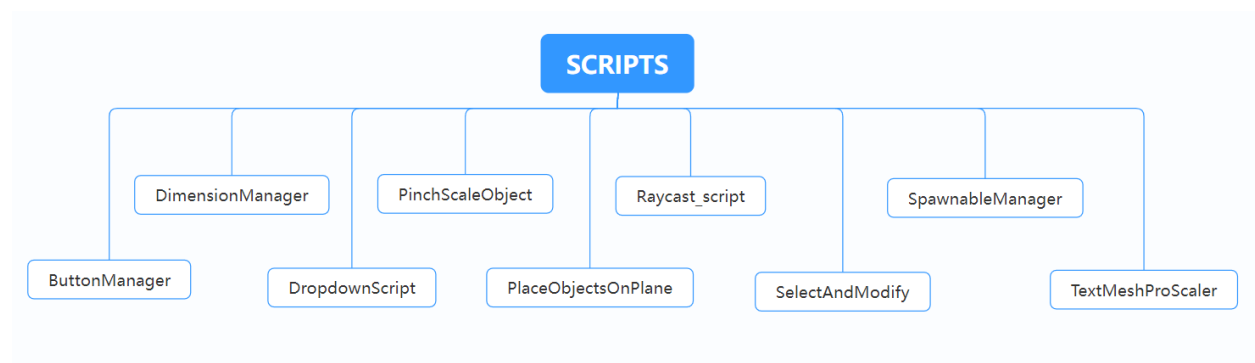 SCRIPTS
DimensionManager
PinchScaleObject
Raycast_script
SpawnableManager
ButtonManager
DropdownScript
PlaceObjectsOnPlane
SelectAndModify
TextMeshProScaler